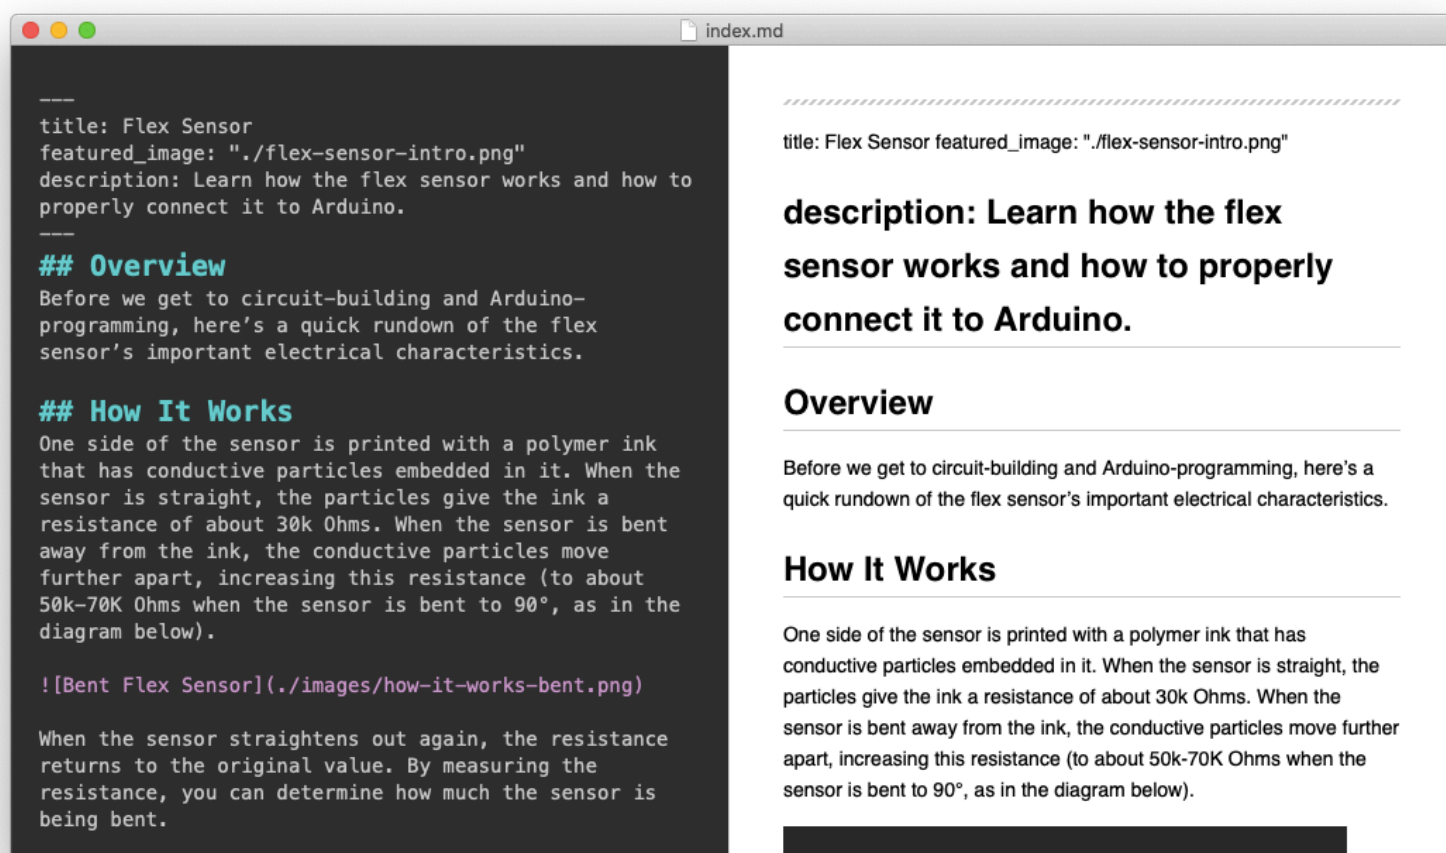 index.md
---
title: Flex Sensor
featured_image: "./flex-sensor-intro.png"
description: Learn how the flex sensor works and how to
properly connect it to Arduino.
---
## Overview
Before we get to circuit-building and Arduino-
programming, here’s a quick rundown of the flex
sensor’s important electrical characteristics.
## How It Works
One side of the sensor is printed with a polymer ink
that has conductive particles embedded in it. When the
sensor is straight, the particles give the ink a
resistance of about 30k Ohms. When the sensor is bent
away from the ink, the conductive particles move
further apart, increasing this resistance (to about
50k-70K Ohms when the sensor is bent to 90°, as in the
diagram below).
![Bent Flex Sensor](./images/how-it-works-bent.png)
When the sensor straightens out again, the resistance
returns to the original value. By measuring the
resistance, you can determine how much the sensor is
being bent.
title: Flex Sensor featured_image: "./flex-sensor-intro.png"
description: Learn how the flex
sensor works and how to properly
connect it to Arduino.
Overview
Before we get to circuit-building and Arduino-programming, here’s a
quick rundown of the flex sensor’s important electrical characteristics.
How It Works
One side of the sensor is printed with a polymer ink that has
conductive particles embedded in it. When the sensor is straight, the
particles give the ink a resistance of about 30k Ohms. When the
sensor is bent away from the ink, the conductive particles move further
apart, increasing this resistance (to about 50k-70K Ohms when the
sensor is bent to 90°, as in the diagram below).